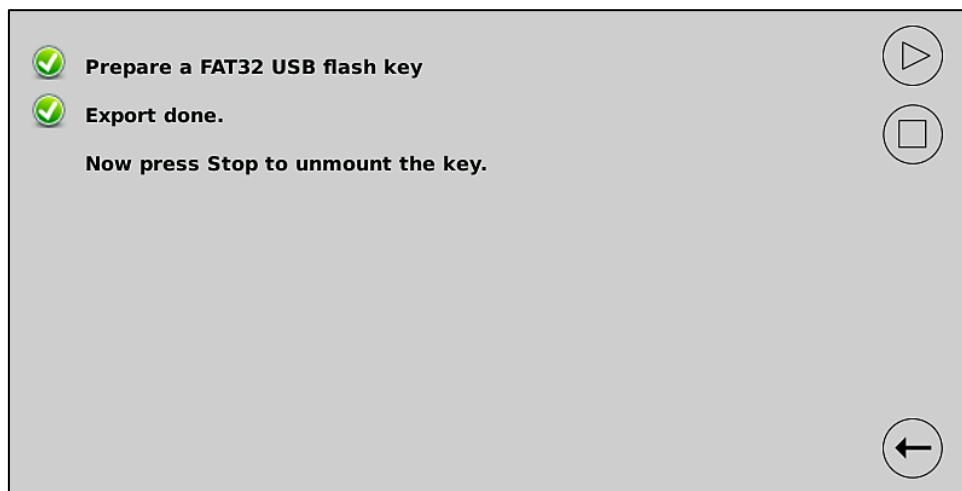 Prepare a FAT32 USB flash key
Export done.
Now press Stop to unmount the key.